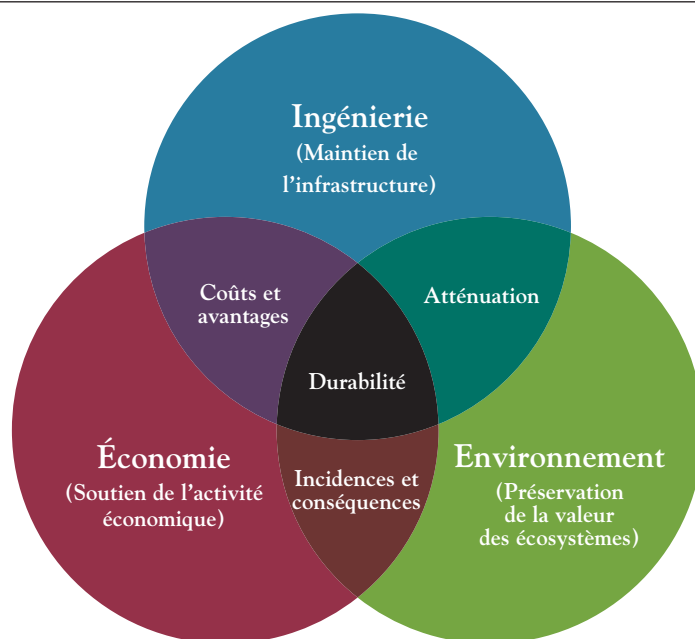 Ingénierie
(Maintien de
l’infrastructure)
Coûts et
avantages
Atténuation
Durabilité
Économie
(Soutien de l’activité
économique)
Incidences et
conséquences
Environnement
(Préservation
de la valeur
des écosystèmes)